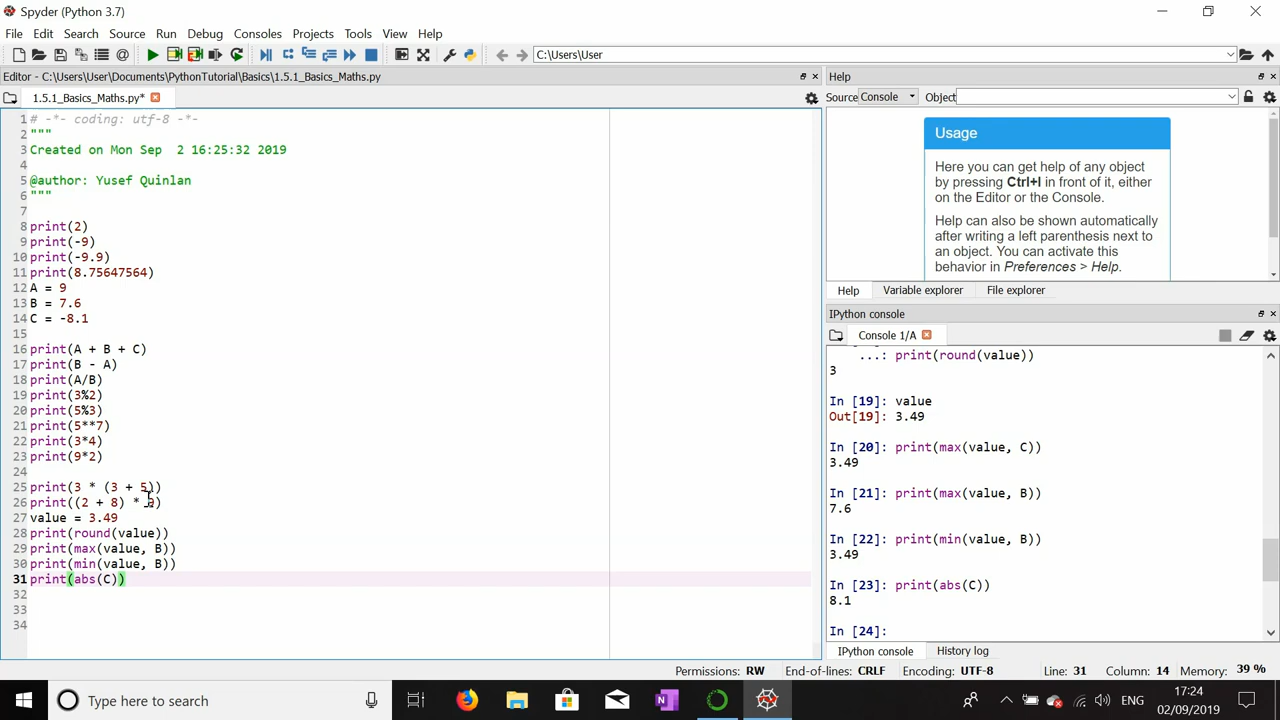 Spyder (Python 3.7)
File Edit Search Source Run Debug Consoles Projects Tools View Help
C:\Users\User
Editor - C:\Users\User\Documents\PythonTutorial\Basics\1.5.1_Basics_Maths.py
1.5.1_Basics_Maths.py*
1 # -*- coding: utf-8 -*-
2 """
3 Created on Mon Sep  2 16:25:32 2019
4
5 @author: Yusef Quinlan
6 """
7
8 print(2)
9 print(-9)
10 print(-9.9)
11 print(8.75647564)
12 A = 9
13 B = 7.6
14 C = -8.1
15
16 print(A + B + C)
17 print(B - A)
18 print(A/B)
19 print(3%2)
20 print(5%3)
21 print(5**7)
22 print(3*4)
23 print(9*2)
24
25 print(3 * (3 + 5))
26 print((2 + 8) * )
27 value = 3.49
28 print(round(value))
29 print(max(value, B))
30 print(min(value, B))
31 print(abs(C))
32
33
34
Help
Source Console Object
Usage
Here you can get help of any object
by pressing Ctrl+I in front of it, either
on the Editor or the Console.
Help can also be shown automatically
after writing a left parenthesis next to
an object. You can activate this
behavior in Preferences > Help.
Help Variable explorer File explorer
IPython console
Console 1/A
...: print(round(value))
3
In [19]: value
Out[19]: 3.49
In [20]: print(max(value, C))
3.49
In [21]: print(max(value, B))
7.6
In [22]: print(min(value, B))
3.49
In [23]: print(abs(C))
8.1
In [24]:
IPython console History log
Permissions: RW End-of-lines: CRLF Encoding: UTF-8 Line: 31 Column: 14 Memory: 39 %
Type here to search
ENG
17:24
02/09/2019